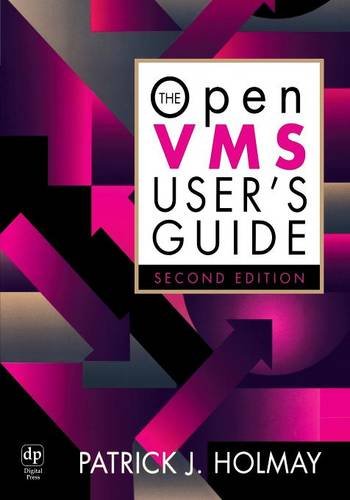 THE
Open
VMS
USER'S
GUIDE
SECOND EDITION
dp
Digital
Press
PATRICK J. HOLMAY